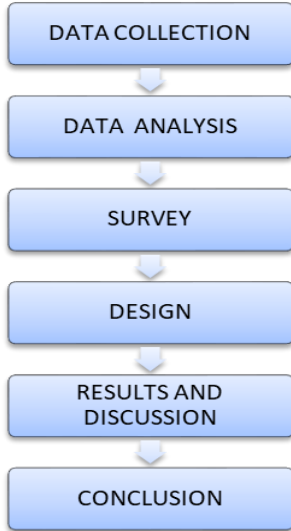 DATA COLLECTION
DATA ANALYSIS
SURVEY
DESIGN
RESULTS AND
DISCUSSION
CONCLUSION